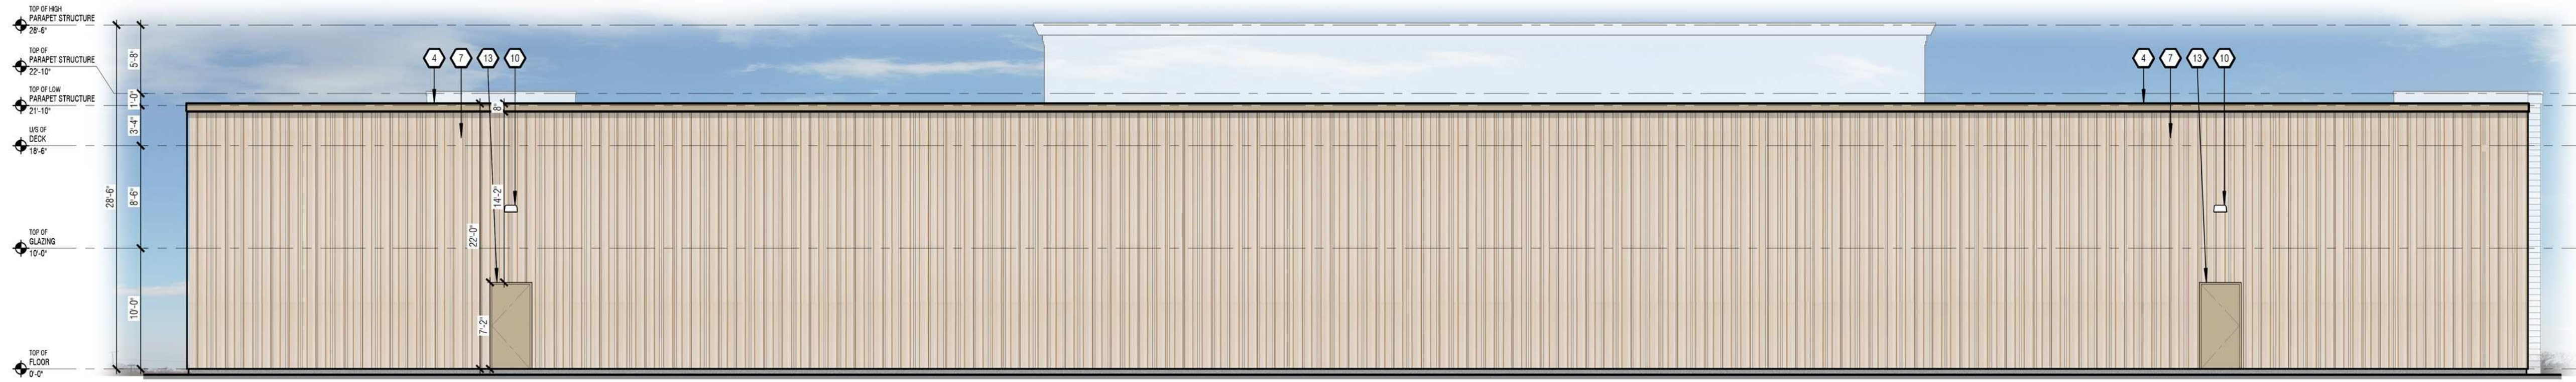 TOP OF HIGH
PARAPET STRUCTURE
28'-6"
TOP OF
PARAPET STRUCTURE
22'-10"
TOP OF LOW
PARAPET STRUCTURE
21'-10"
U/S OF
DECK
18'-6"
TOP OF
GLAZING
10'-0"
TOP OF
FLOOR
0'-0"
28'-6"
5'-8"
1'-0"
3'-4"
8'-6"
10'-0"
4 7 13 10
8"
14'-2"
22'-0"
7'-2"
4 7 13 10